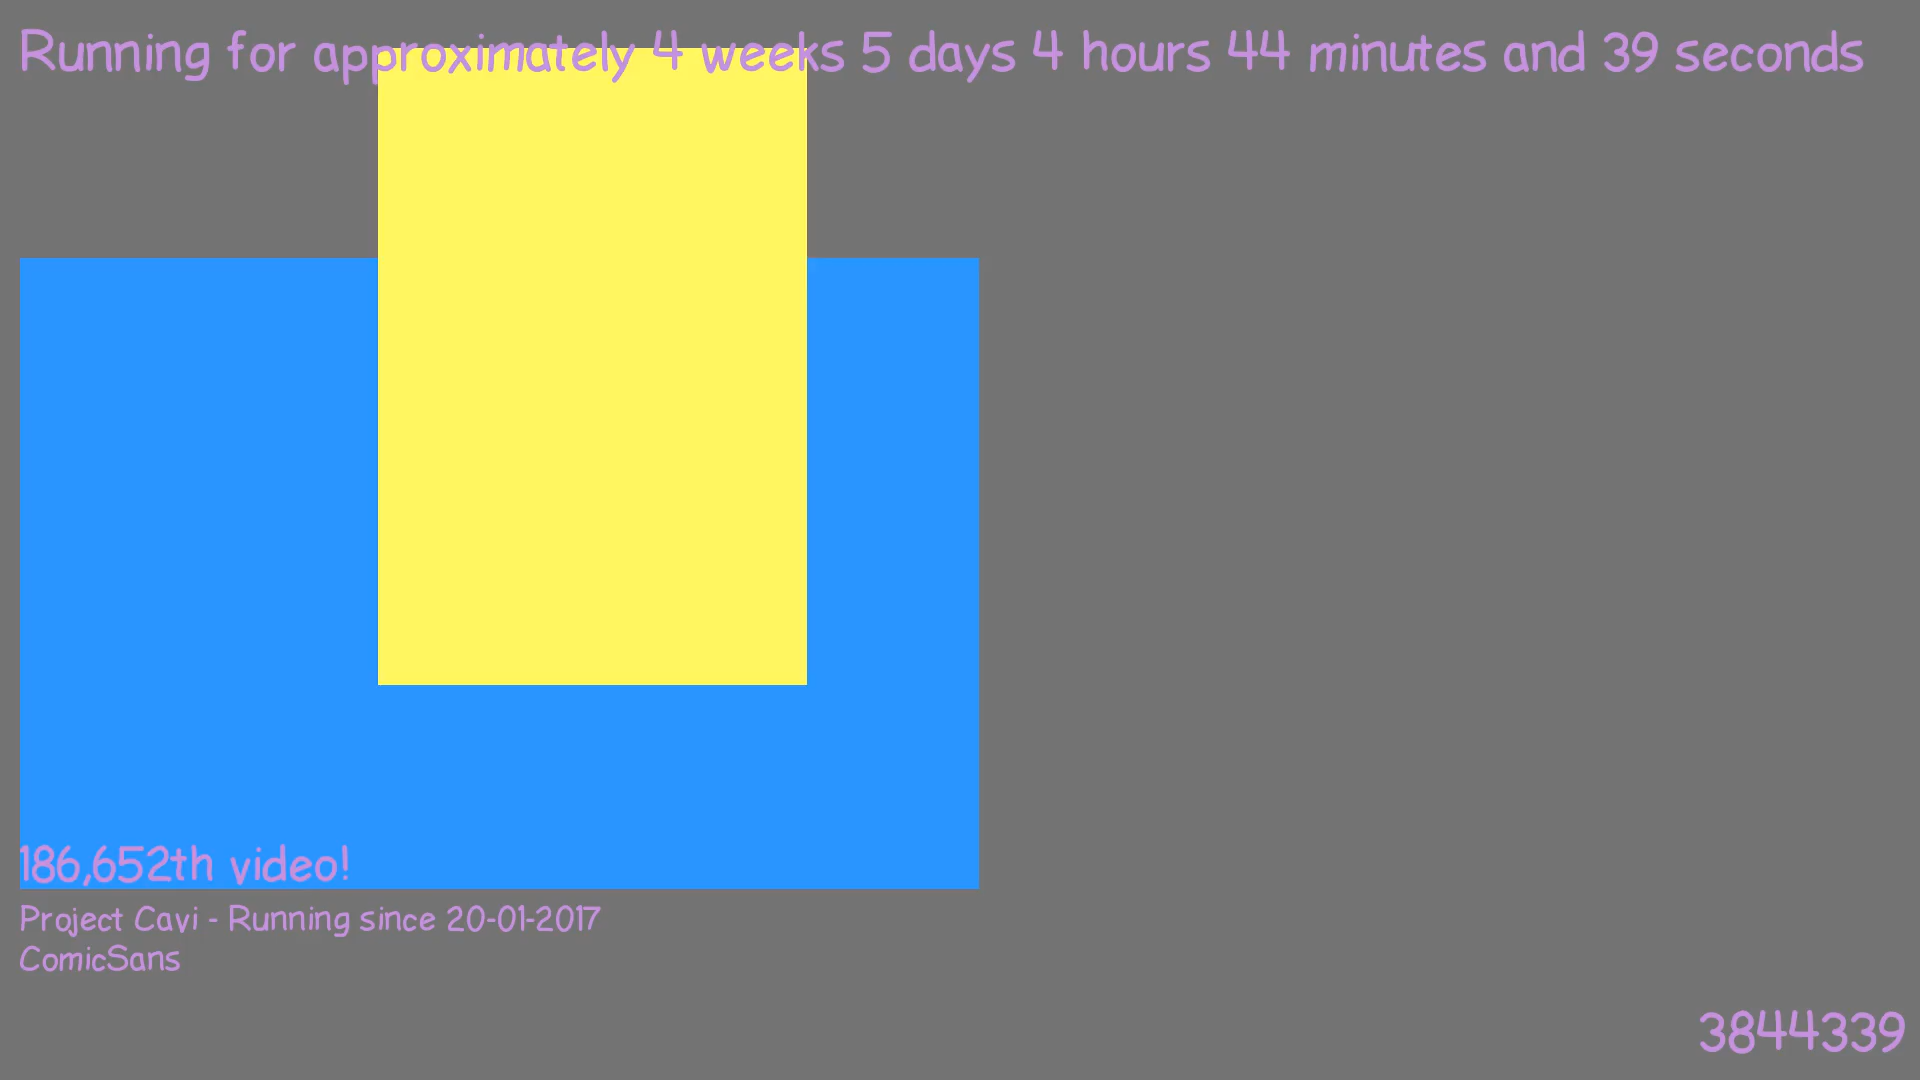 Running for approximately 4 weeks 5 days 4 hours 44 minutes and 39 seconds
186,652th video!
Project Cavi - Running since 20-01-2017
ComicSans
3844339